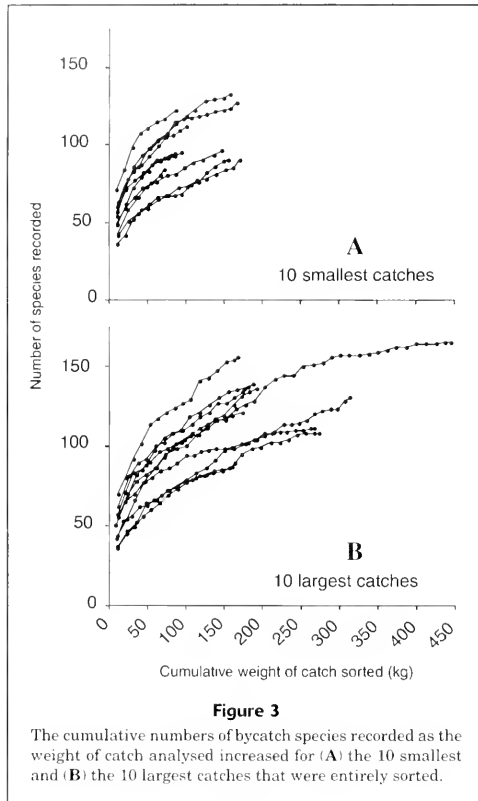 150
100
50
0
A
10 smallest catches
Number of species recorded
150
100
50
0
B
10 largest catches
0 50 100 150 200 250 300 350 400 450
Cumulative weight of catch sorted (kg)
Figure 3
The cumulative numbers of bycatch species recorded as the
weight of catch analysed increased for (A) the 10 smallest
and (B) the 10 largest catches that were entirely sorted.